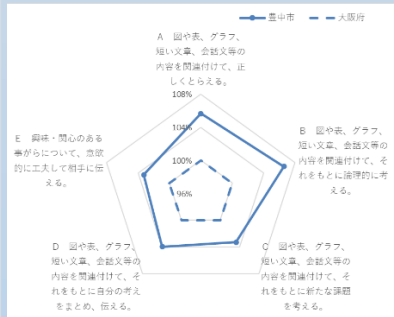 豊中市 大阪府
A 図や表、グラフ、
短い文章、会話文等の
内容を関連付けて、正
しくとらえる。
108%
104%
100%
96%
B 図や表、グラフ、
短い文章、会話文等の
内容を関連付けて、そ
れをもとに論理的に考
える。
C 図や表、グラフ、
短い文章、会話文等の
内容を関連付けて、そ
れをもとに新たな課題
を考える。
D 図や表、グラフ、
短い文章、会話文等の
内容を関連付けて、そ
れをもとに自分の考え
をまとめ、伝える。
E 興味・関心のある
事がらについて、意欲
的に工夫して相手に伝
える。